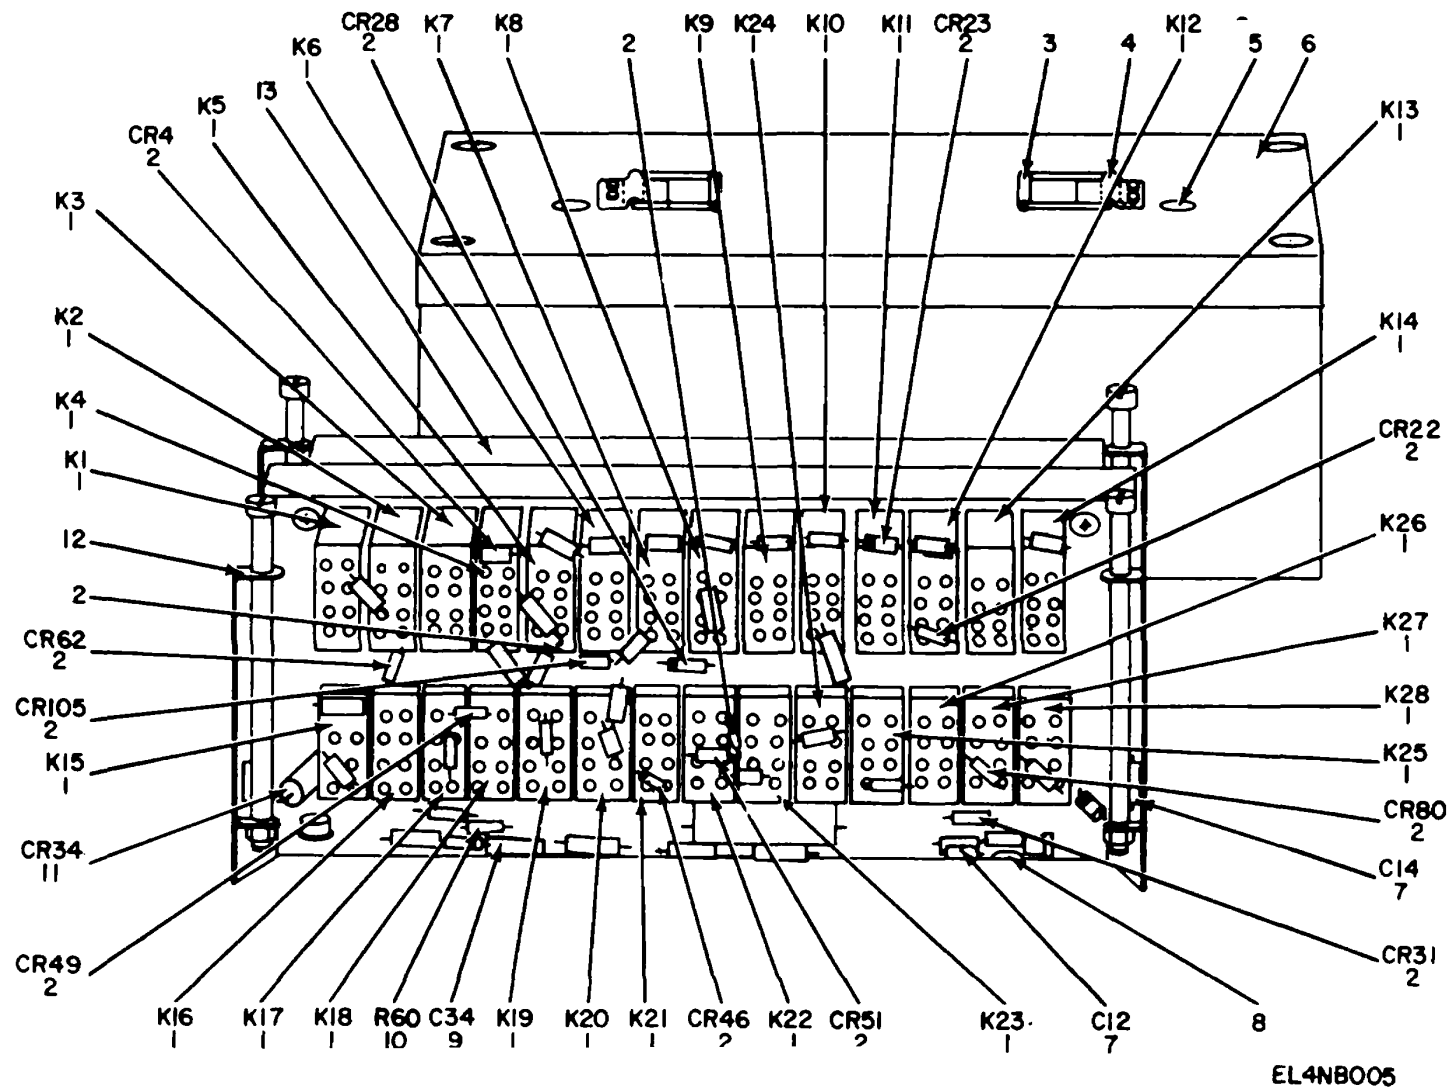 K6
1
CR28
2
K7
1
K8
1
2
K9
1
K24
1
K10
1
K11
1
CR23
2
3
4
K12
1
5
6
13
K5
1
CR4
2
K13
1
K3
1
K2
1
K14
1
K4
1
CR22
2
K1
1
K26
1
12
2
K27
1
CR62
2
K28
1
CR105
2
K25
1
K15
1
CR80
2
CR34
11
C14
7
CR49
2
CR31
2
K16
1
K17
1
K18
1
R60
10
C34
9
K19
1
K20
1
K21
1
CR46
2
K22
1
CR51
2
K23
1
C12
7
8
EL4NB005